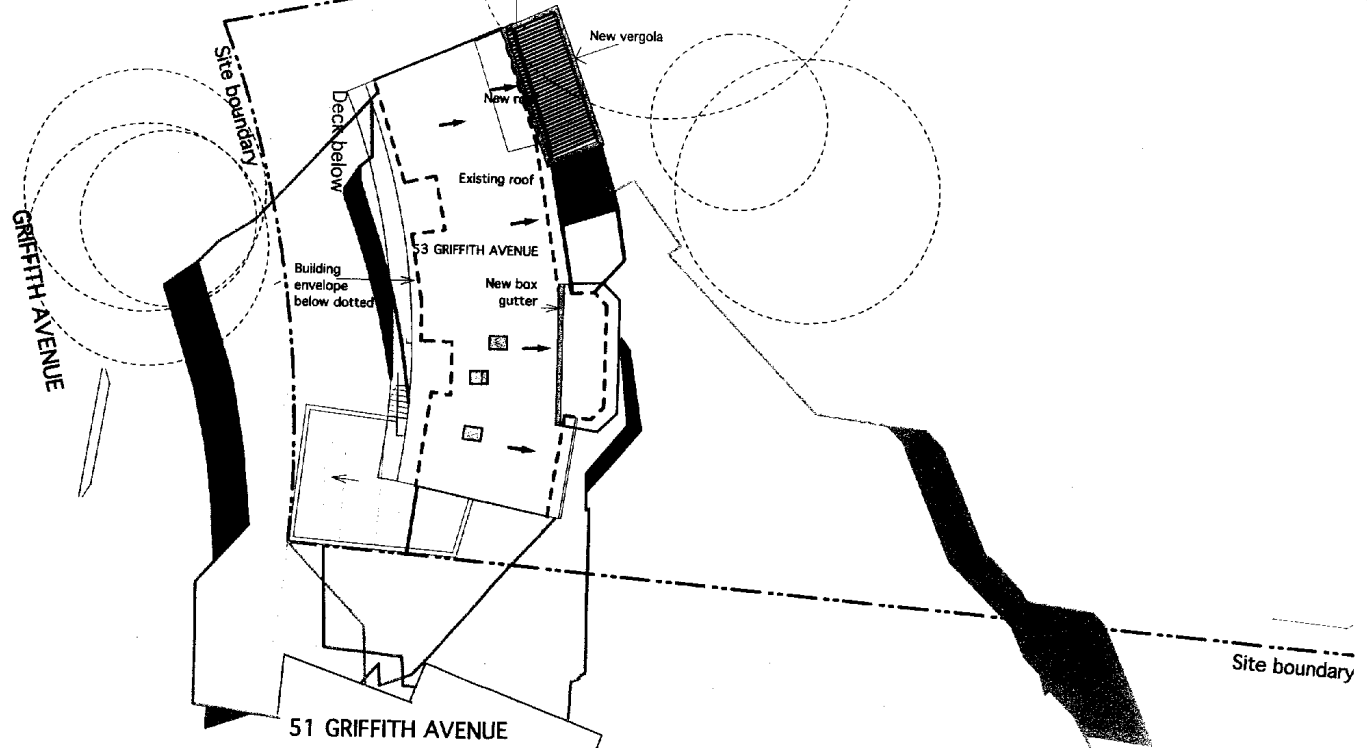 New vergola
Site boundary
Deck below
New
Existing roof
GRIFFITH AVENUE
53 GRIFFITH AVENUE
Building
envelope
below dotted
New box
gutter
Site boundary
51 GRIFFITH AVENUE